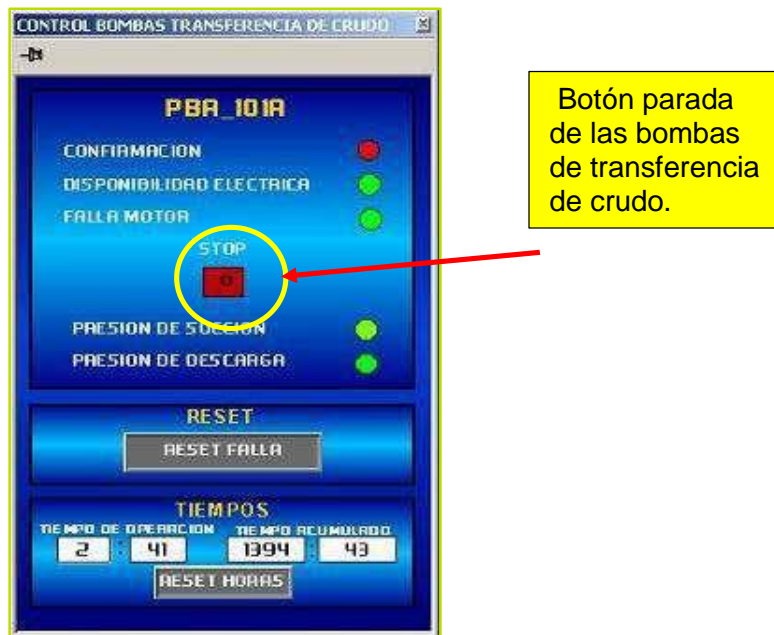 CONTROL BOMBAS TRANSFERENCIA DE CRUDO
PBA_101A
CONFIRMACION
DISPONIBILIDAD ELECTRICA
FALLA MOTOR
STOP
0
PRESION DE SUCCION
PRESION DE DESCARGA
RESET
RESET FALLA
TIEMPOS
TIEMPO DE OPERACION TIEMPO ACUMULADO
2 : 41 1394 : 43
RESET HORAS
Botón parada
de las bombas
de transferencia
de crudo.